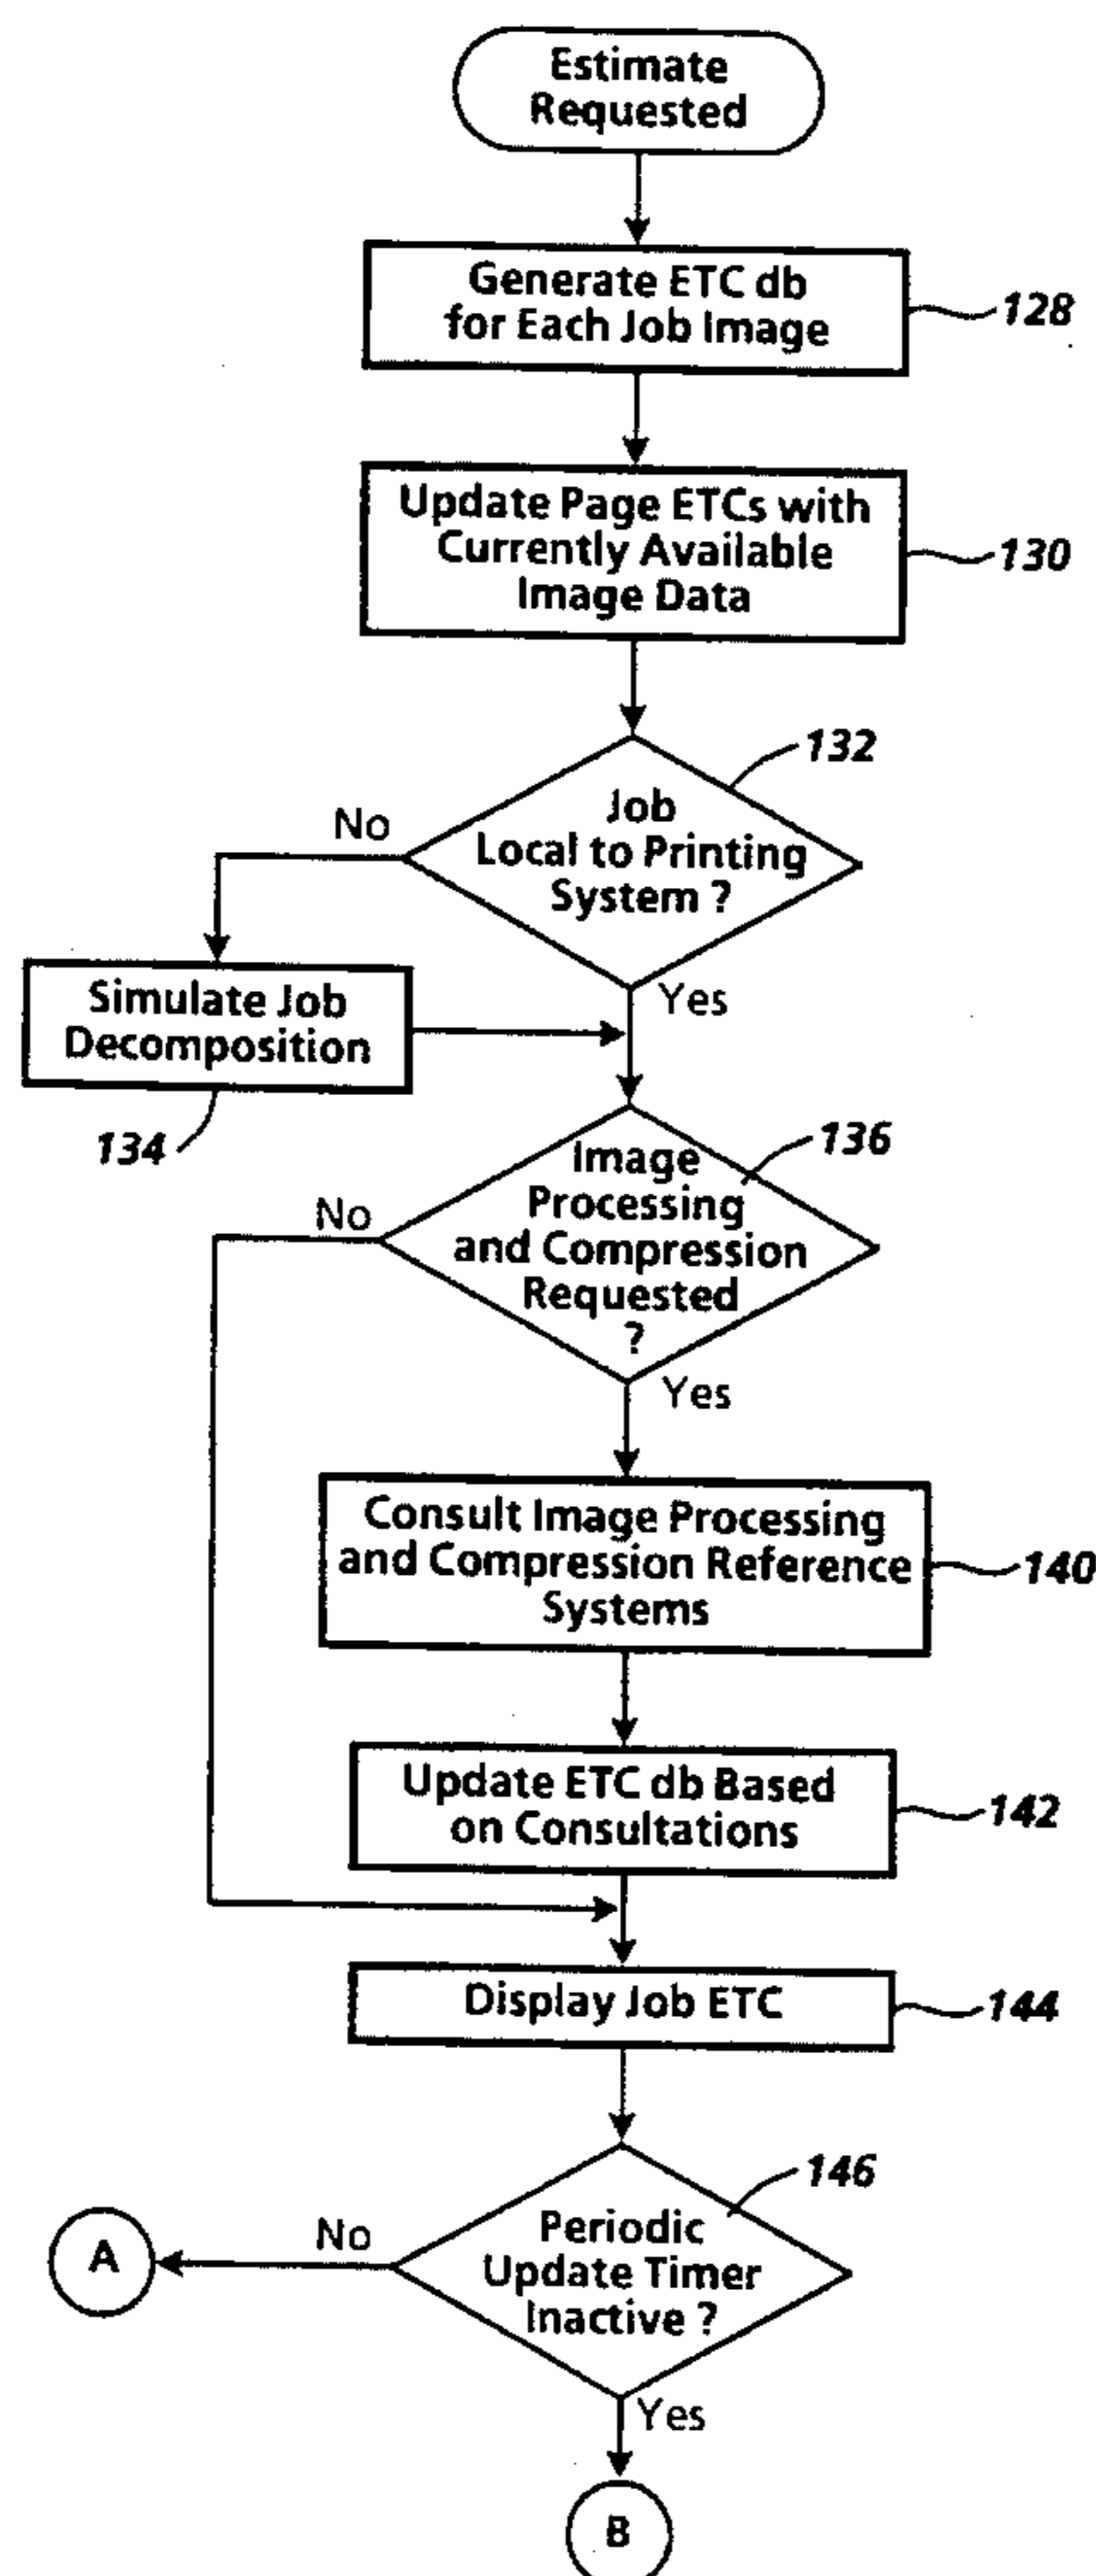 Estimate
Requested
Generate ETC db
for Each Job Image
128
Update Page ETCs with
Currently Available
Image Data
130
132
Job
Local to Printing
System ?
No
Yes
Simulate Job
Decomposition
134
136
Image
Processing
and Compression
Requested
?
No
Yes
Consult Image Processing
and Compression Reference
Systems
140
Update ETC db Based
on Consultations
142
Display Job ETC
144
146
Periodic
Update Timer
Inactive ?
No
A
Yes
B